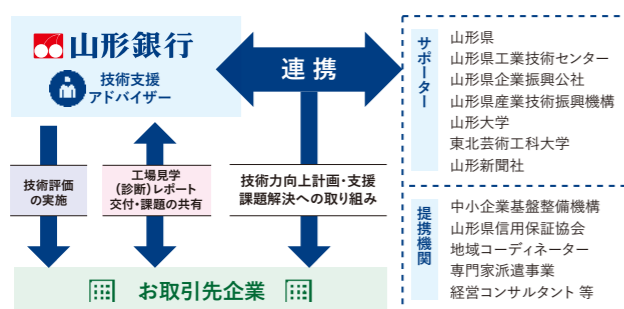 山形銀行
技術支援
アドバイザー
連携
技術評価
の実施
工場見学
(診断)レポート
交付・課題の共有
技術力向上計画・支援
課題解決への取り組み
お取引先企業
サポーター
山形県
山形県工業技術センター
山形県企業振興公社
山形県産業技術振興機構
山形大学
東北芸術工科大学
山形新聞社
提携機関
中小企業基盤整備機構
山形県信用保証協会
地域コーディネーター
専門家派遣事業
経営コンサルタント 等